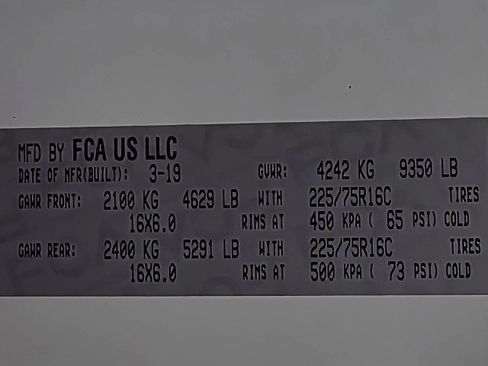 MFD BY FCA US LLC
DATE OF MFR(BUILT): 3-19 GVWR: 4242 KG 9350 LB
GAWR FRONT: 2100 KG 4629 LB WITH 225/75R16C TIRES
16X6.0 RIMS AT 450 KPA ( 65 PSI) COLD
GAWR REAR: 2400 KG 5291 LB WITH 225/75R16C TIRES
16X6.0 RIMS AT 500 KPA ( 73 PSI) COLD